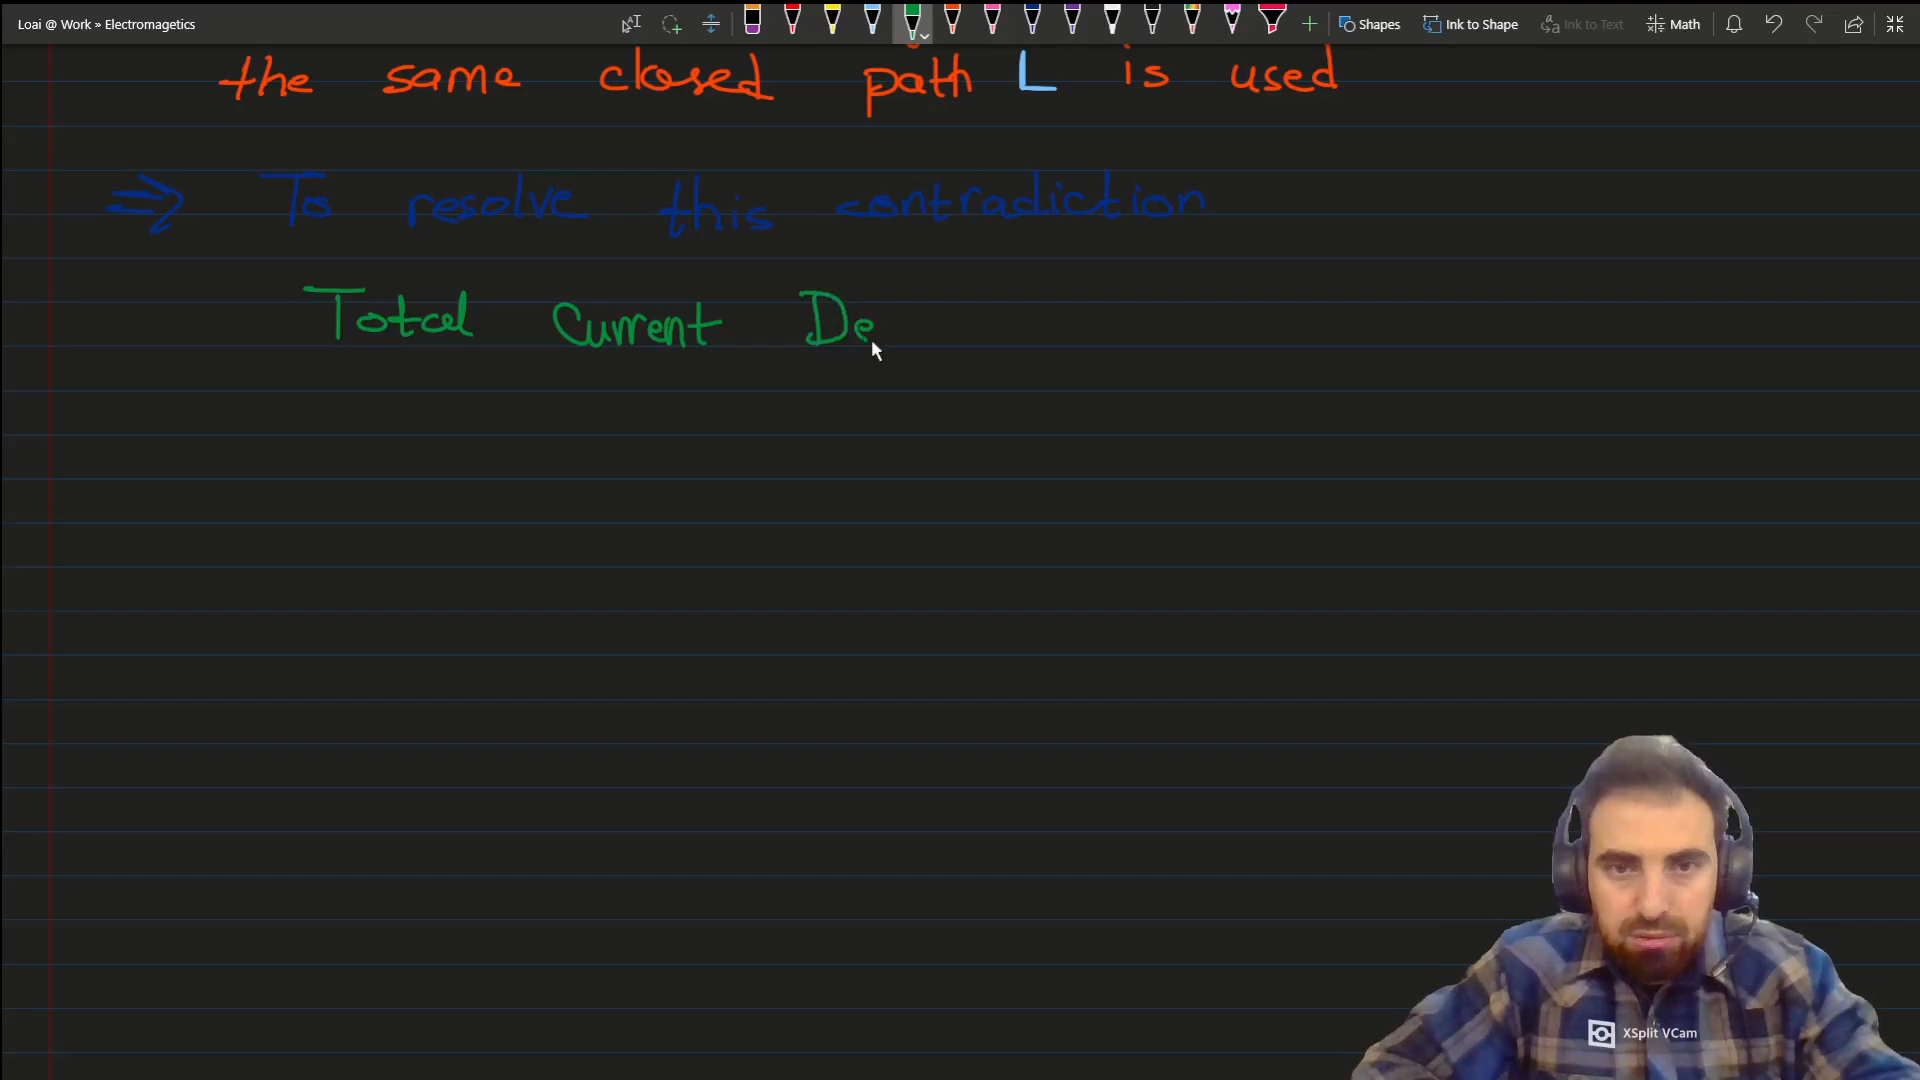 Loai @ Work » Electromagetics
Shapes
Ink to Shape
Ink to Text
Math
the same closed path L is used
⇒ To resolve this contradiction
Total Current De
XSplit VCam